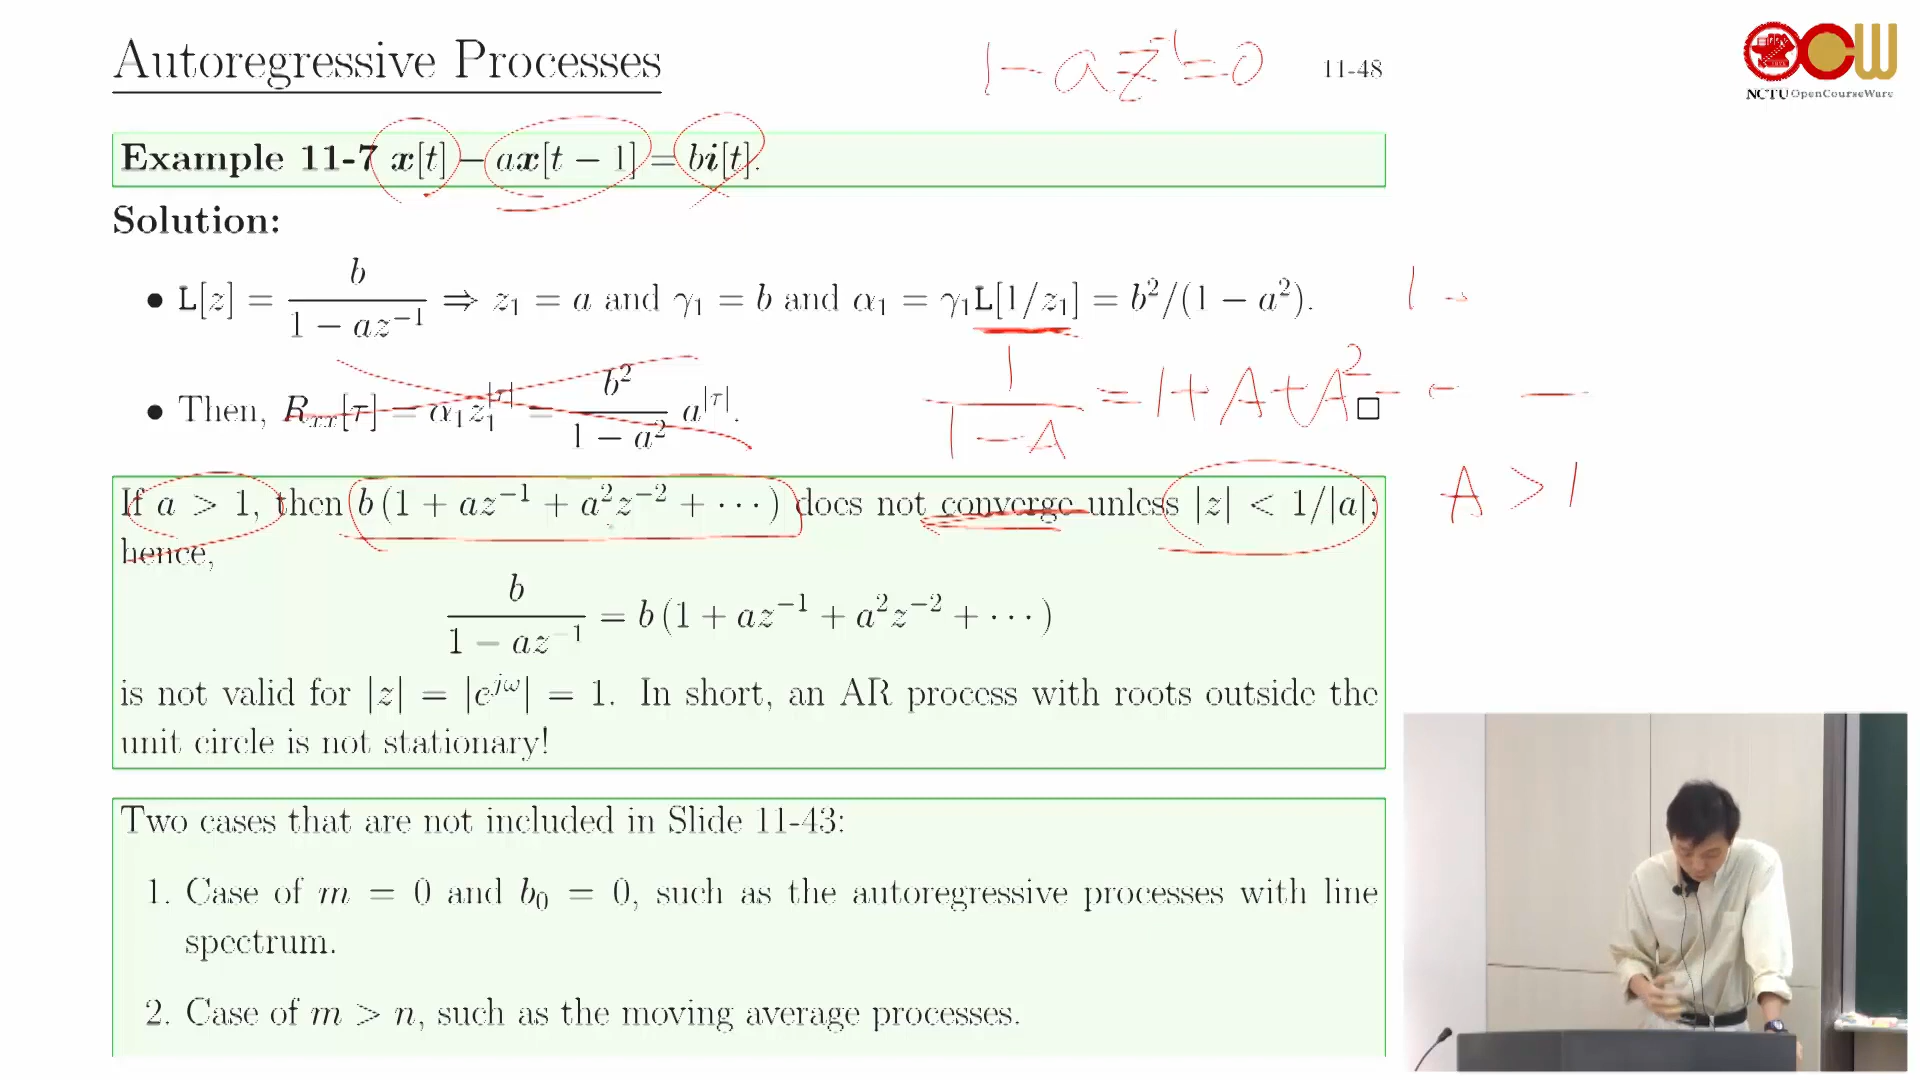 Autoregressive Processes
1 − az⁻¹ = 0
11-48
NCTU OpenCourseWare
Example 11-7 x[t] − ax[t − 1] = bi[t].
Solution:
• L[z] = b / (1 − az⁻¹) ⇒ z₁ = a and γ₁ = b and α₁ = γ₁L[1/z₁] = b²/(1 − a²).
1 -
• Then, Rₓₓ[τ] = α₁z₁^|τ| = b² / (1 − a²) a^|τ|. □
1 / (1 − A) = 1 + A + A² - - -
If a > 1, then b(1 + az⁻¹ + a²z⁻² + ···) does not converge unless |z| < 1/|a|;
A > 1
hence,
b / (1 − az⁻¹) = b(1 + az⁻¹ + a²z⁻² + ···)
is not valid for |z| = |e^jω| = 1. In short, an AR process with roots outside the
unit circle is not stationary!
Two cases that are not included in Slide 11-43:
1. Case of m = 0 and b₀ = 0, such as the autoregressive processes with line
spectrum.
2. Case of m > n, such as the moving average processes.